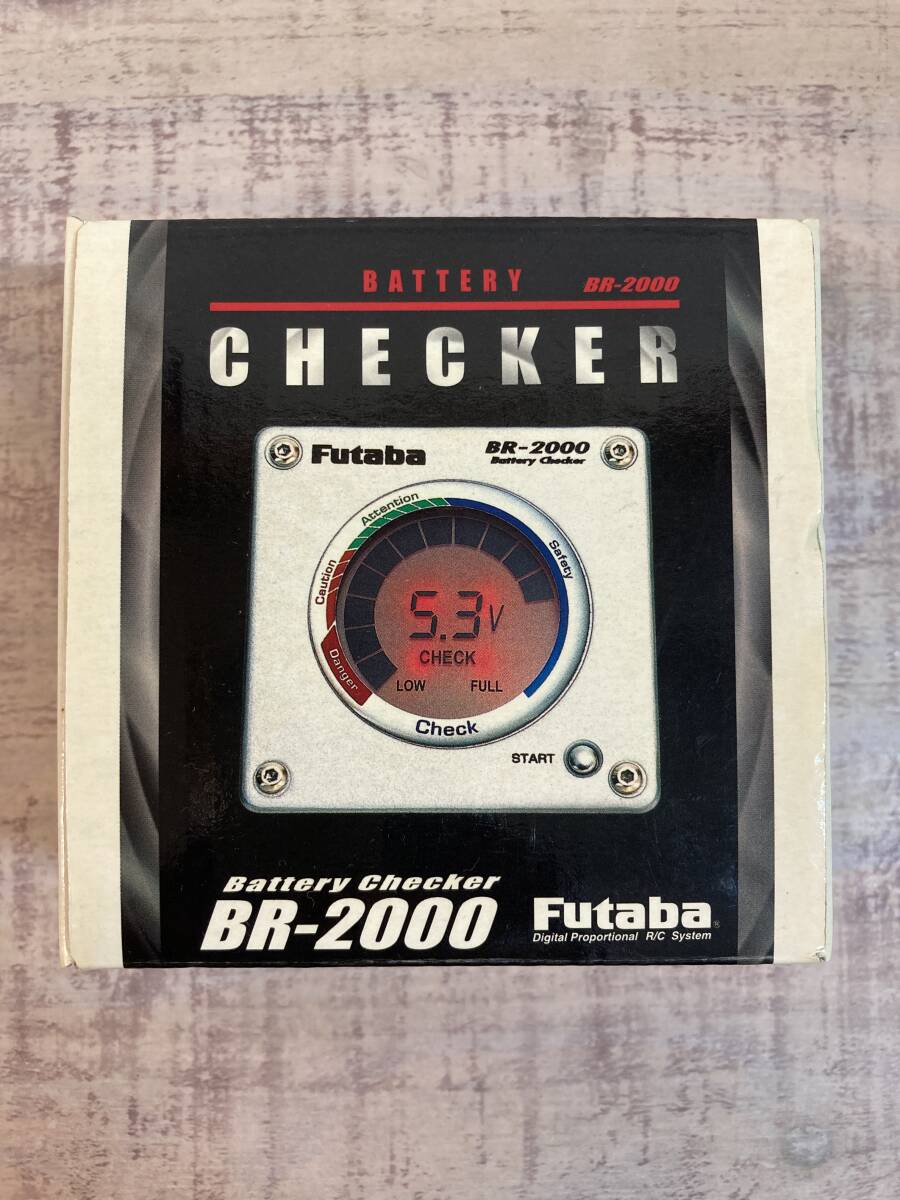 BATTERY BR-2000
CHECKER
Futaba BR-2000
Battery Checker
Attention
Safety
Caution
Danger
5.3V
CHECK
LOW FULL
Check
START
Battery Checker
BR-2000
Futaba®
Digital Proportional R/C System